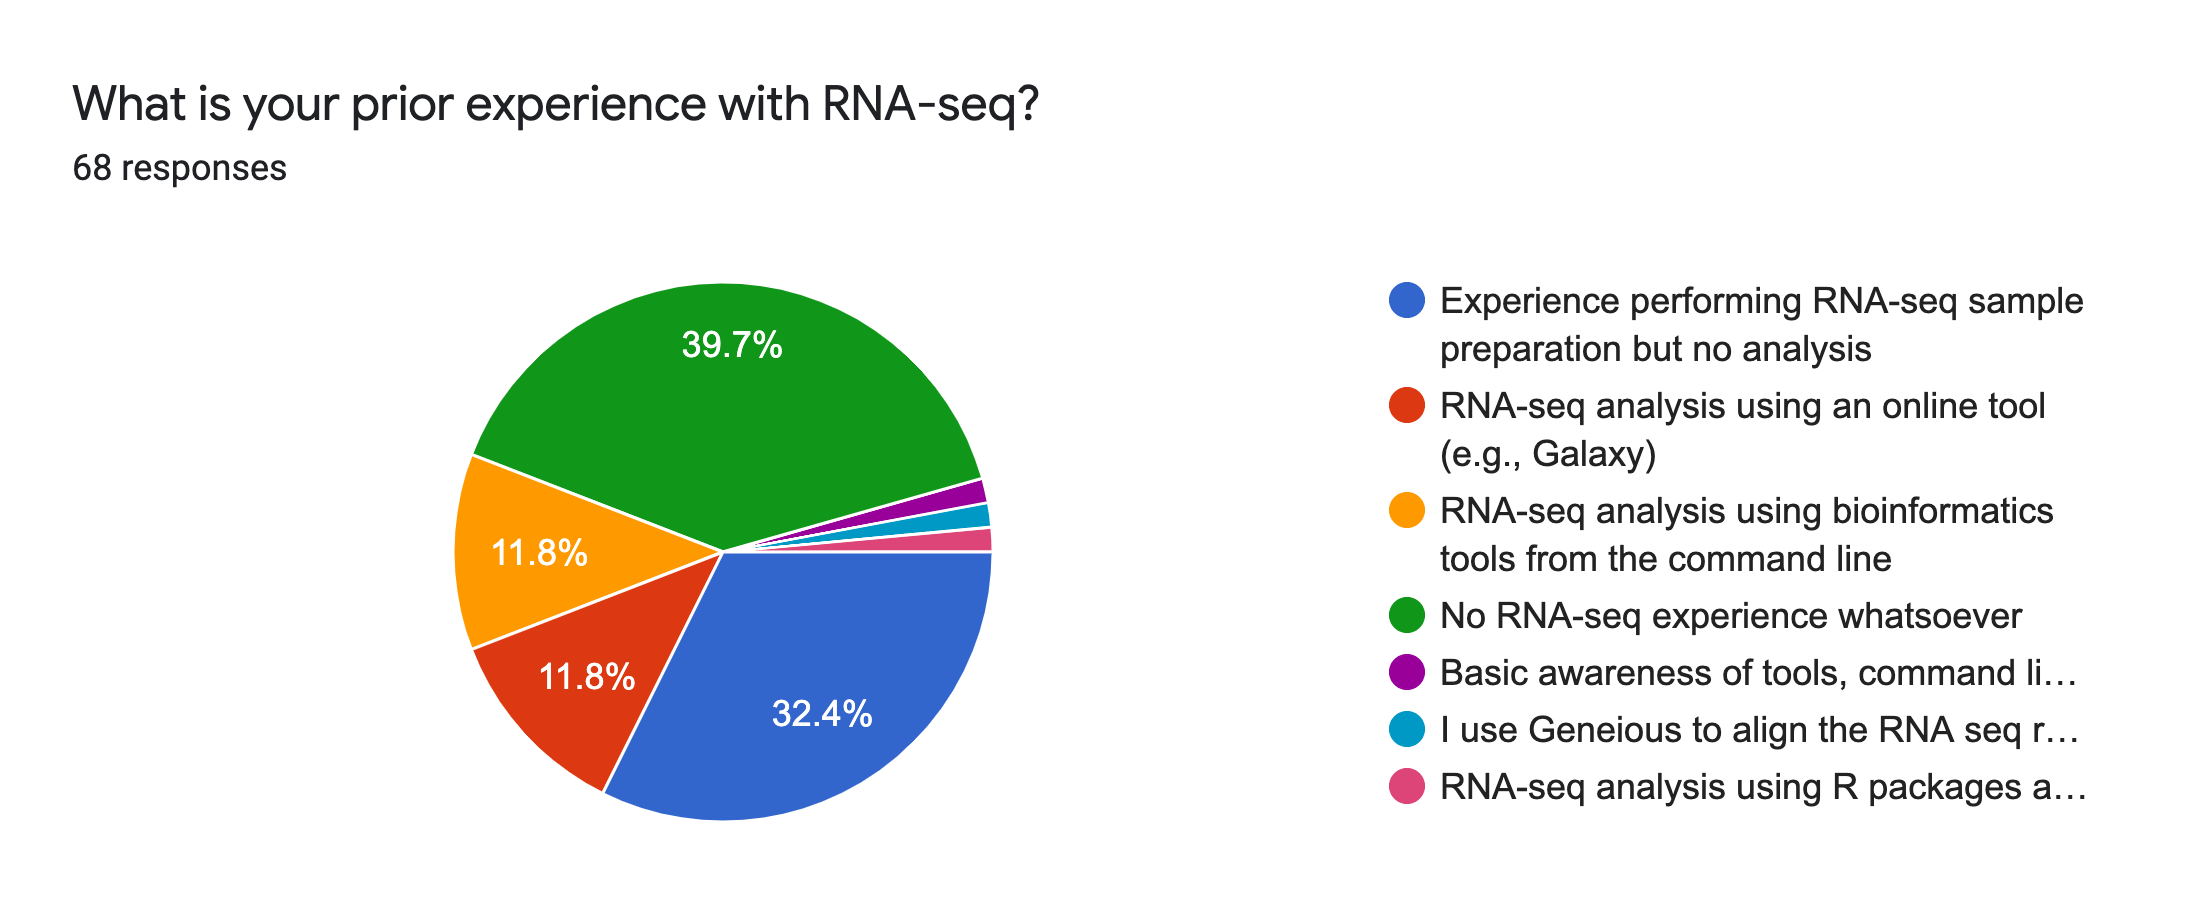 What is your prior experience with RNA-seq?
68 responses
39.7%
11.8%
11.8%
32.4%
Experience performing RNA-seq sample
preparation but no analysis
RNA-seq analysis using an online tool
(e.g., Galaxy)
RNA-seq analysis using bioinformatics
tools from the command line
No RNA-seq experience whatsoever
Basic awareness of tools, command li…
I use Geneious to align the RNA seq r…
RNA-seq analysis using R packages a…